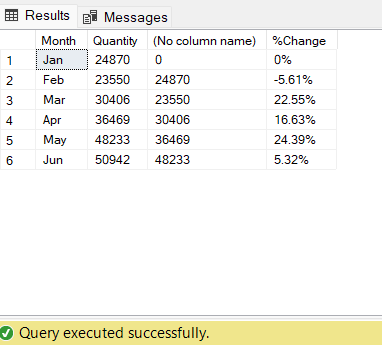 Results Messages
Month Quantity (No column name) %Change
1 Jan 24870 0 0%
2 Feb 23550 24870 -5.61%
3 Mar 30406 23550 22.55%
4 Apr 36469 30406 16.63%
5 May 48233 36469 24.39%
6 Jun 50942 48233 5.32%
Query executed successfully.